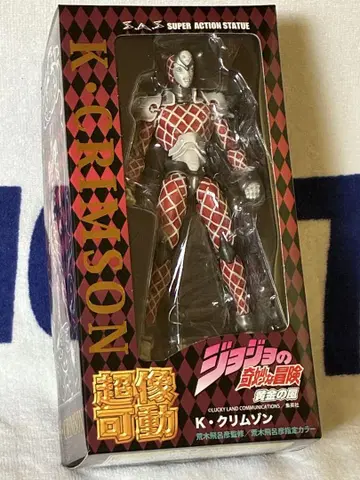 SAS SUPER ACTION STATUE
K・CRIMSON
超像
可動
ジョジョの
奇妙な冒険
黄金の風
©LUCKY LAND COMMUNICATIONS／集英社
K・クリムゾン
荒木飛呂彦監修／荒木飛呂彦指定カラー